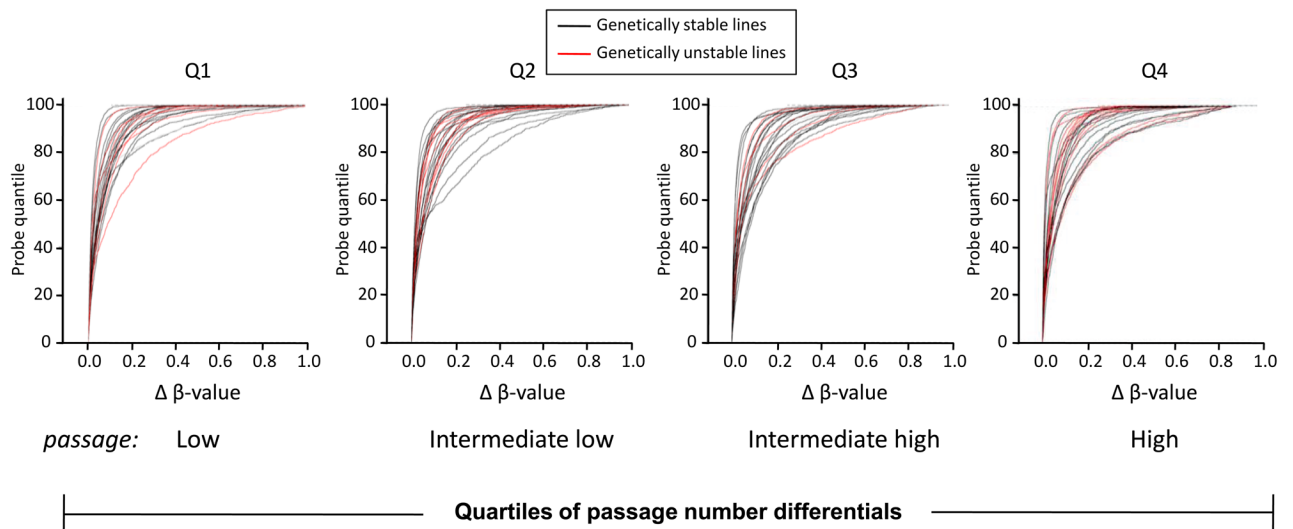 Genetically stable lines
Genetically unstable lines
Q1
Q2
Q3
Q4
Probe quantile
100
80
60
40
20
0
0.0 0.2 0.4 0.6 0.8 1.0
Δ β-value
Probe quantile
100
80
60
40
20
0
0.0 0.2 0.4 0.6 0.8 1.0
Δ β-value
Probe quantile
100
80
60
40
20
0
0.0 0.2 0.4 0.6 0.8 1.0
Δ β-value
Probe quantile
100
80
60
40
20
0
0.0 0.2 0.4 0.6 0.8 1.0
Δ β-value
passage: Low Intermediate low Intermediate high High
Quartiles of passage number differentials